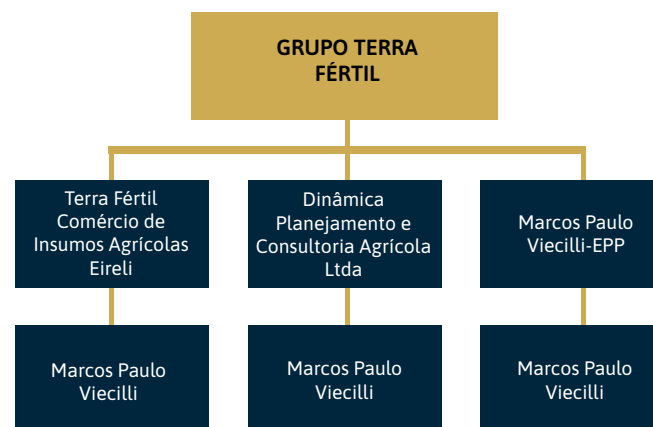 GRUPO TERRA
FÉRTIL
Terra Fértil
Comércio de
Insumos Agrícolas
Eireli
Dinâmica
Planejamento e
Consultoria Agrícola
Ltda
Marcos Paulo
Viecilli-EPP
Marcos Paulo
Viecilli
Marcos Paulo
Viecilli
Marcos Paulo
Viecilli